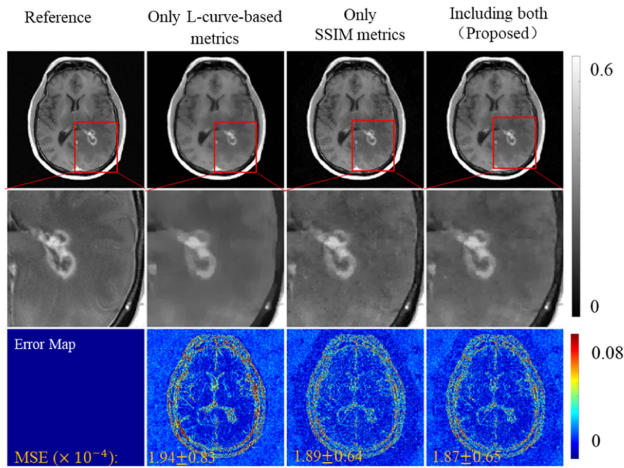 Reference
Only L-curve-based
metrics
Only
SSIM metrics
Including both
(Proposed)
0.6
0
Error Map
0.08
0
MSE (× 10⁻⁴):
1.94±0.83
1.89±0.64
1.87±0.65